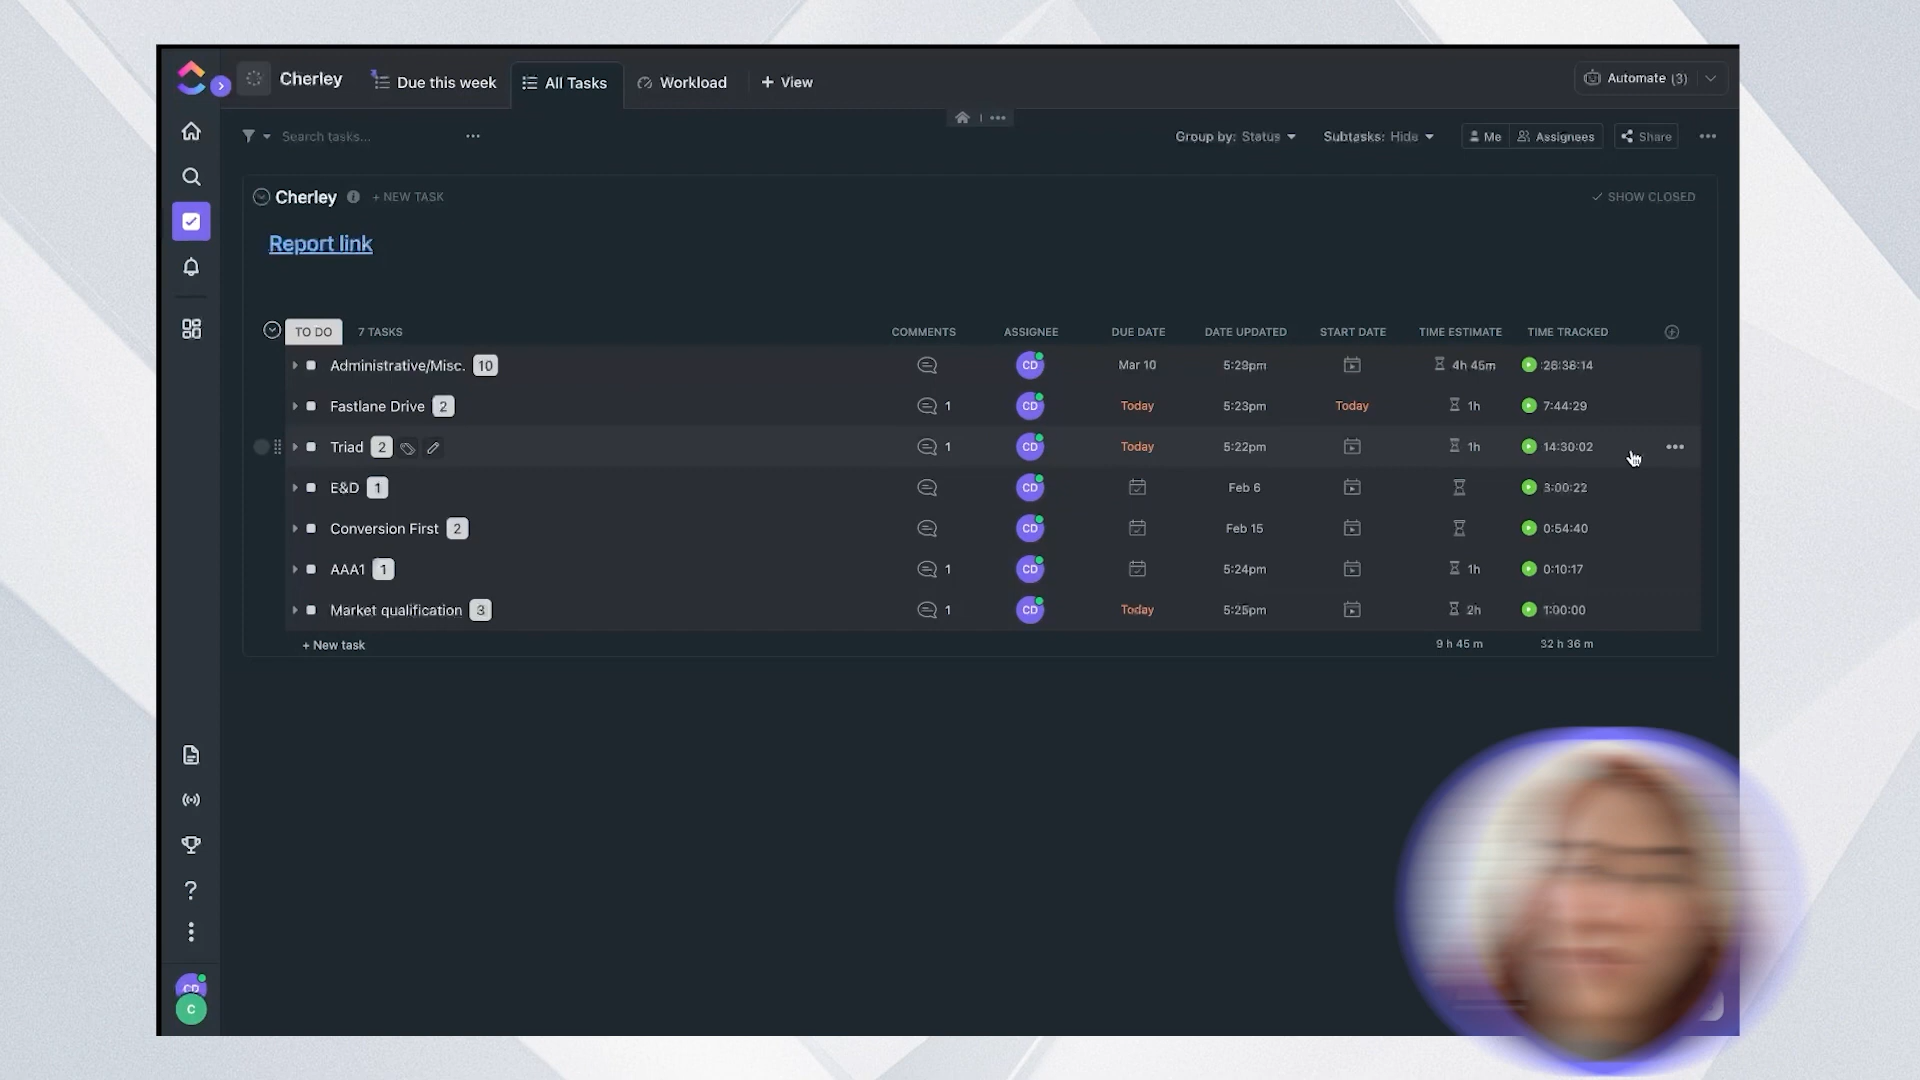 Cherley
Due this week
All Tasks
Workload
+ View
Automate (3)
Search tasks...
Group by: Status
Subtasks: Hide
Me
Assignees
Share
Cherley
+ NEW TASK
SHOW CLOSED
Report link
TO DO 7 TASKS COMMENTS ASSIGNEE DUE DATE DATE UPDATED START DATE TIME ESTIMATE TIME TRACKED
Administrative/Misc. 10 CD Mar 10 5:29pm 4h 45m 26:38:14
Fastlane Drive 2 1 CD Today 5:23pm Today 1h 7:44:29
Triad 2 1 CD Today 5:22pm 1h 14:30:02
E&D 1 CD Feb 6 3:00:22
Conversion First 2 CD Feb 15 0:54:40
AAA1 1 1 CD 5:24pm 1h 0:10:17
Market qualification 3 1 CD Today 5:25pm 2h 1:00:00
+ New task 9 h 45 m 32 h 36 m
CD
C